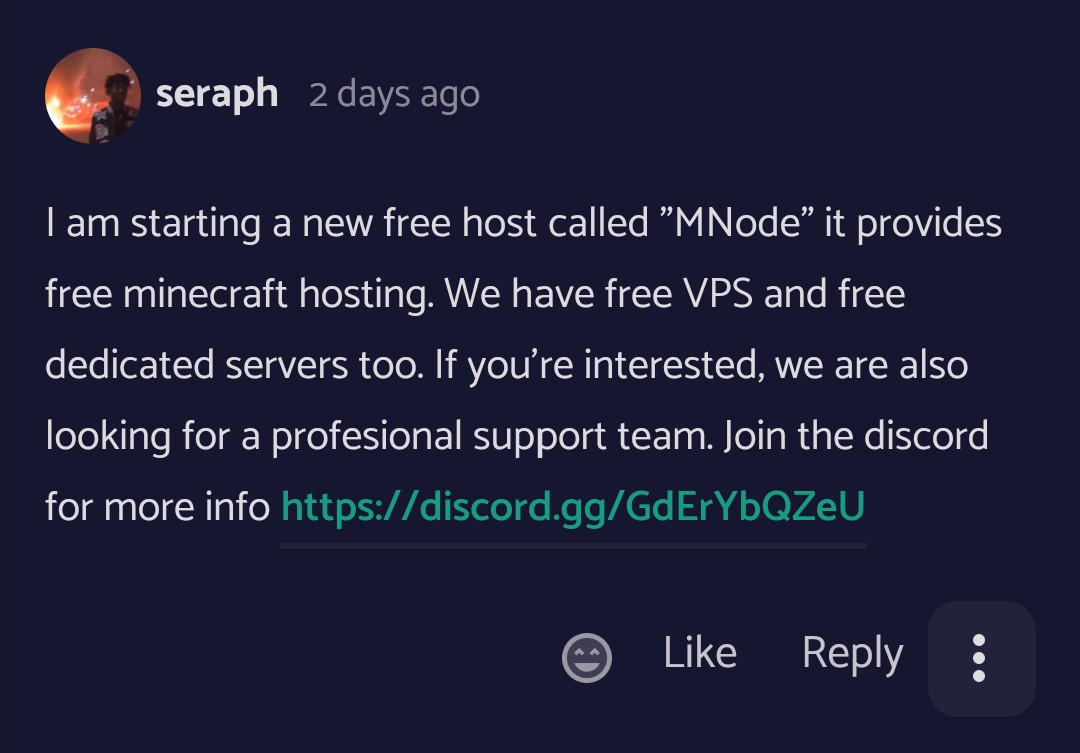 seraph 2 days ago
I am starting a new free host called ”MNode” it provides
free minecraft hosting. We have free VPS and free
dedicated servers too. If you’re interested, we are also
looking for a profesional support team. Join the discord
for more info https://discord.gg/GdErYbQZeU
Like Reply